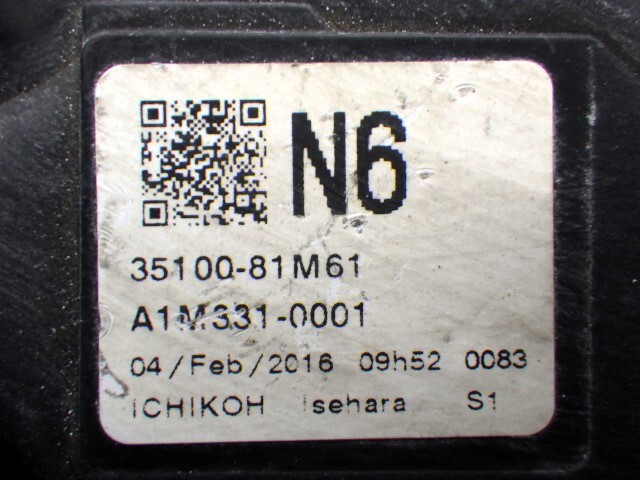 N6
35100-81M61
A1M331-0001
04/Feb/2016 09h52 0083
ICHIKOH Isehara S1